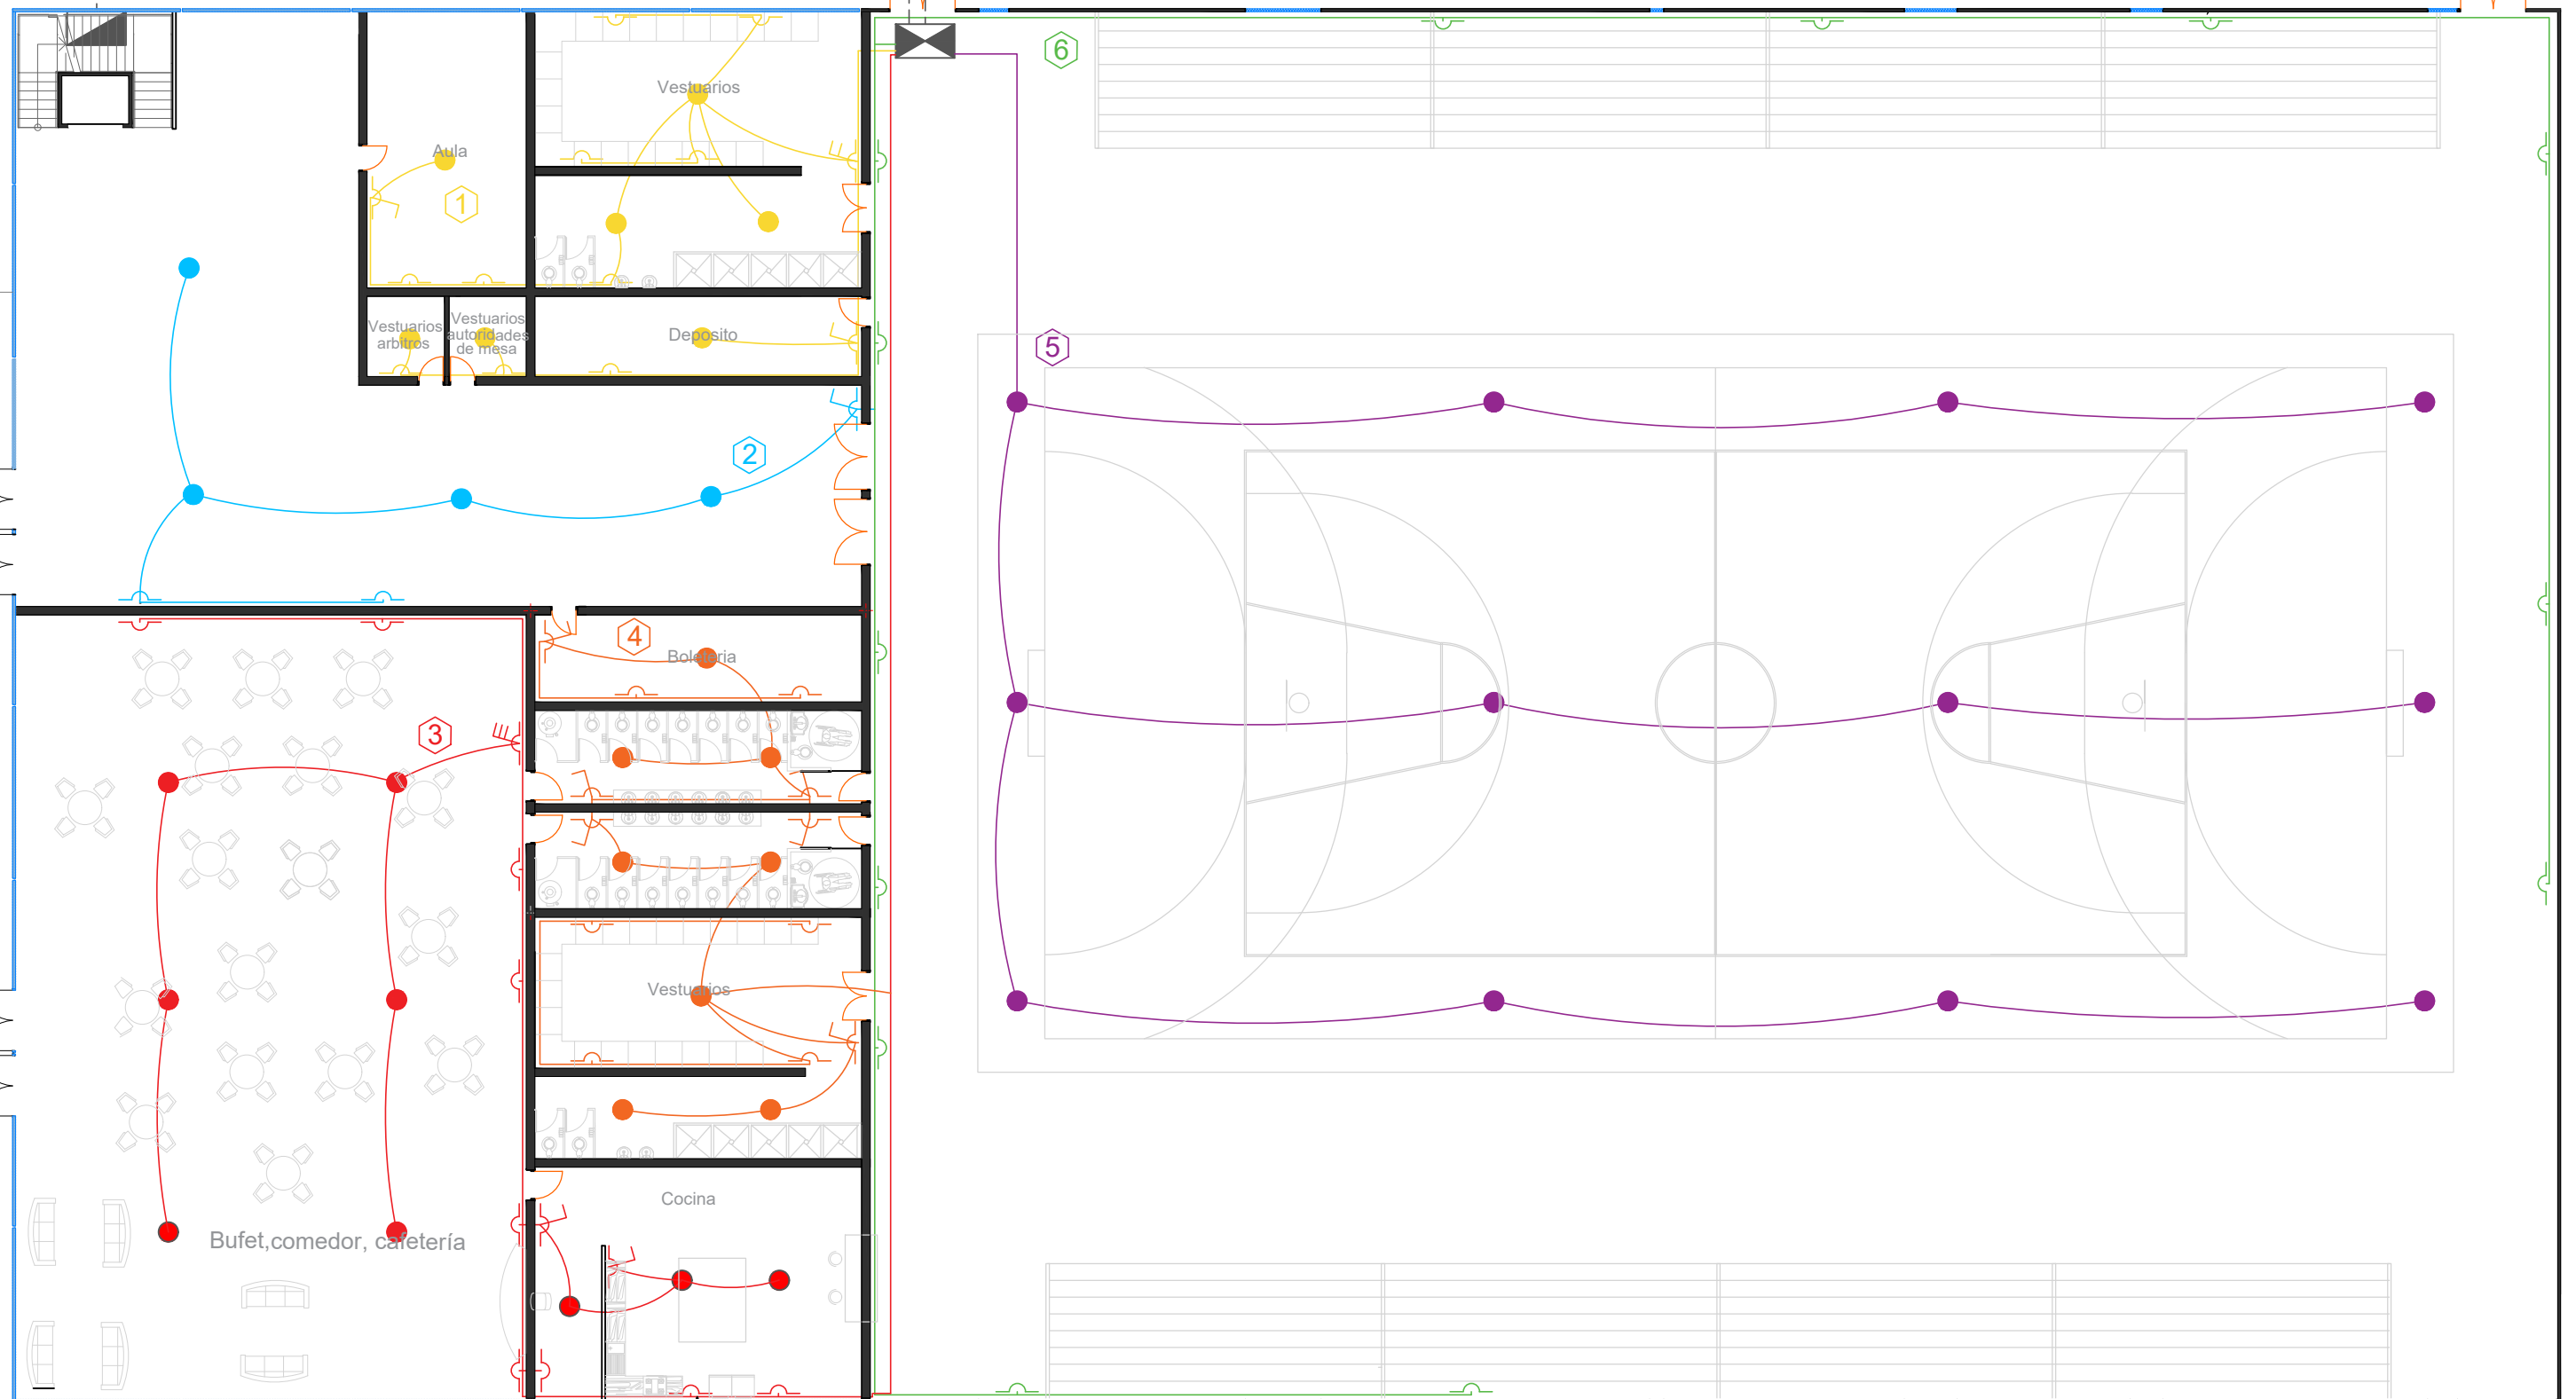 6
Vestuarios
Aula
1
Vestuarios
arbitros
Vestuarios
autoridades
de mesa
Deposito
5
2
4
Boleteria
3
Vestuarios
Cocina
Bufet,comedor, cafetería